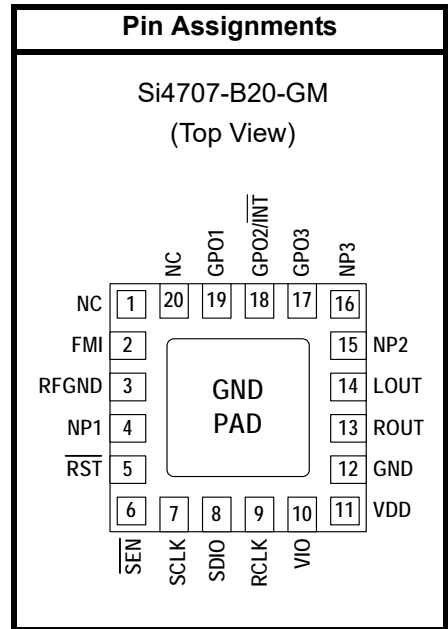 Pin Assignments
Si4707-B20-GM
(Top View)
NC
GPO1
GPO2/INT
GPO3
NP3
NC 1 20 19 18 17 16
FMI 2 15 NP2
RFGND 3 GND 14 LOUT
NP1 4 PAD 13 ROUT
RST 5 12 GND
6 7 8 9 10 11 VDD
SEN
SCLK
SDIO
RCLK
VIO